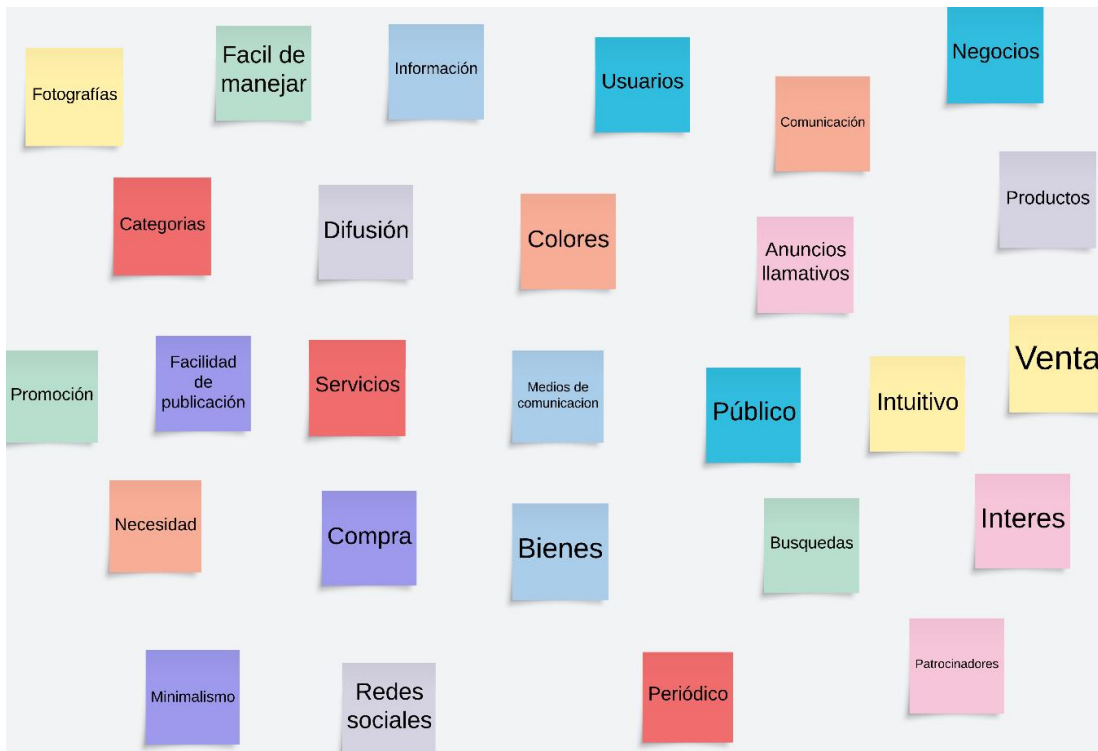 Fotografías
Facil de
manejar
Información
Usuarios
Comunicación
Negocios
Categorias
Difusión
Colores
Anuncios
llamativos
Productos
Promoción
Facilidad
de
publicación
Servicios
Medios de
comunicacion
Público
Intuitivo
Venta
Necesidad
Compra
Bienes
Busquedas
Interes
Minimalismo
Redes
sociales
Periódico
Patrocinadores